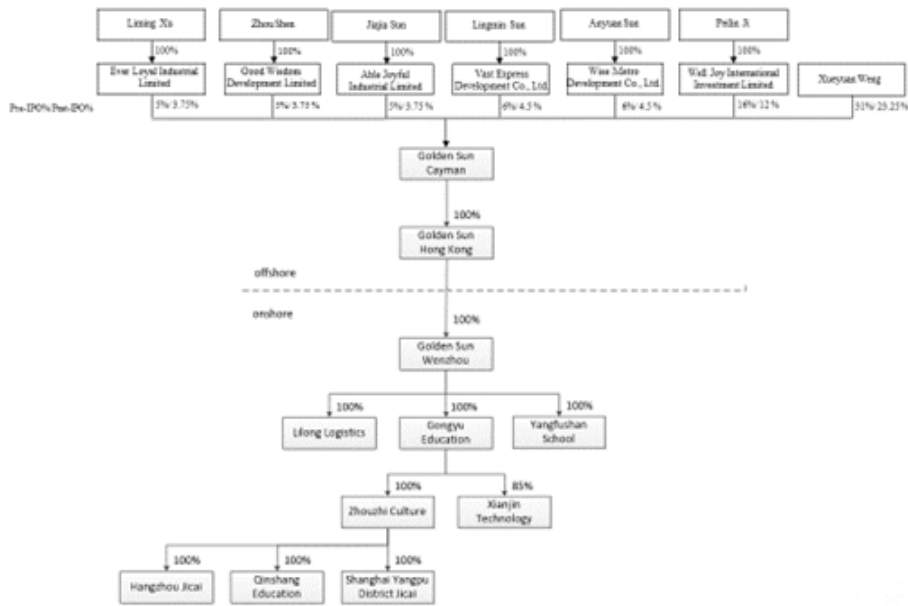 Liming Xu
Zhou Shen
Jiajia Sun
Lingmin Sun
Anyuan Sun
Peilin Ji
100%
100%
100%
100%
100%
100%
Ever Loyal Industrial
Limited
Good Wisdom
Development Limited
Able Joyful
Industrial Limited
Vast Express
Development Co., Ltd.
Wise Metro
Development Co., Ltd.
Well Joy International
Investment Limited
Xueyuan Weng
Pre-IPO%/Post-IPO%
5%/3.75%
5%/3.75%
5%/3.75%
6%/4.5%
6%/4.5%
16%/12%
31%/23.25%
Golden Sun
Cayman
100%
Golden Sun
Hong Kong
offshore
onshore
100%
Golden Sun
Wenzhou
100%
100%
100%
Lilong Logistics
Gongyu
Education
Yangfushan
School
100%
85%
Zhouzhi Culture
Xianjin
Technology
100%
100%
100%
Hangzhou Jicai
Qinshang
Education
Shanghai Yangpu
District Jicai